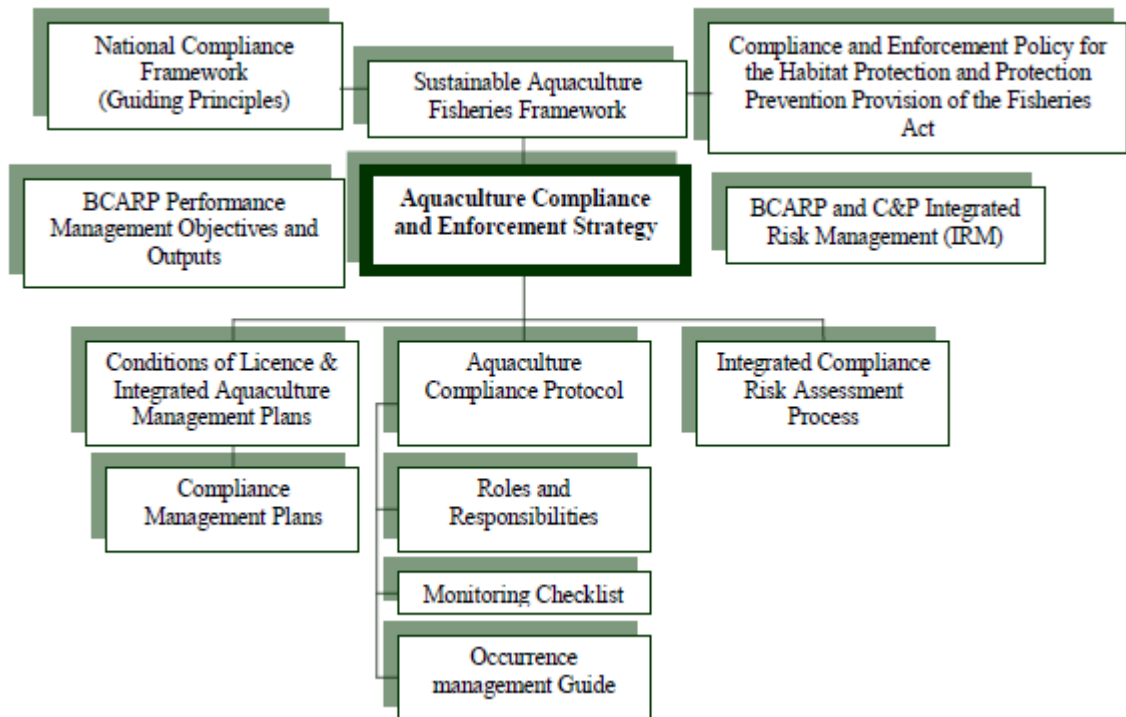 National Compliance
Framework
(Guiding Principles)
Sustainable Aquaculture
Fisheries Framework
Compliance and Enforcement Policy for
the Habitat Protection and Protection
Prevention Provision of the Fisheries
Act
BCARP Performance
Management Objectives and
Outputs
Aquaculture Compliance
and Enforcement Strategy
BCARP and C&P Integrated
Risk Management (IRM)
Conditions of Licence &
Integrated Aquaculture
Management Plans
Aquaculture
Compliance Protocol
Integrated Compliance
Risk Assessment
Process
Compliance
Management Plans
Roles and
Responsibilities
Monitoring Checklist
Occurrence
management Guide